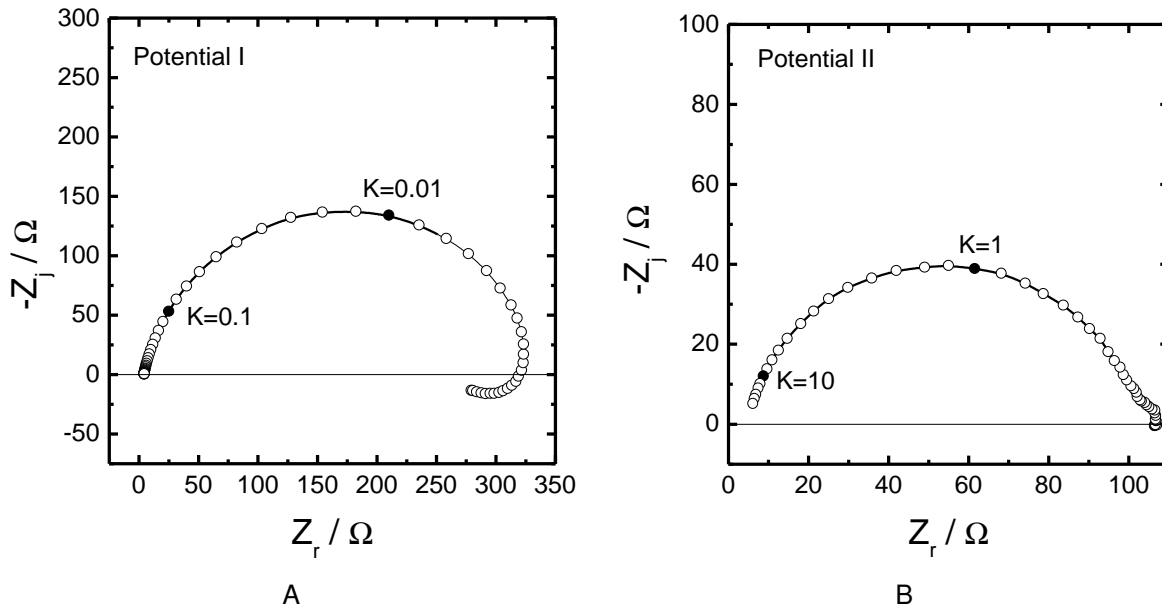 Potential I
300
250
200
150
100
50
0
-50
-Z_j / Ω
K=0.01
K=0.1
0 50 100 150 200 250 300 350
Z_r / Ω
A
Potential II
100
80
60
40
20
0
-Z_j / Ω
K=1
K=10
0 20 40 60 80 100
Z_r / Ω
B